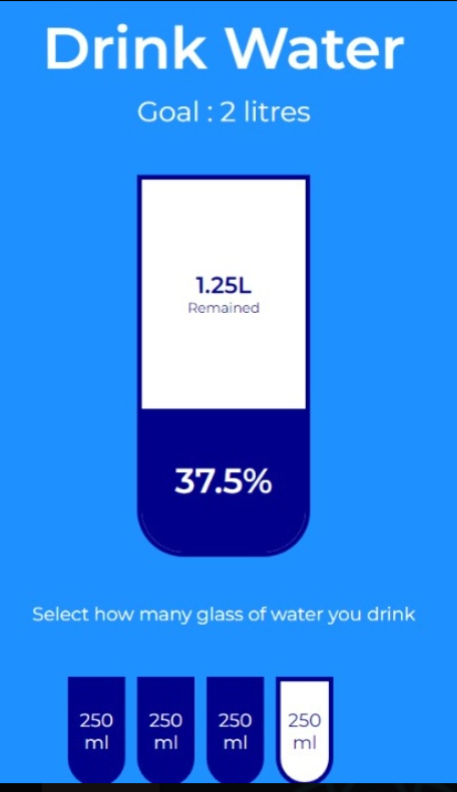 Drink Water
Goal : 2 litres
1.25L
Remained
37.5%
Select how many glass of water you drink
250 250 250 250
ml ml ml ml